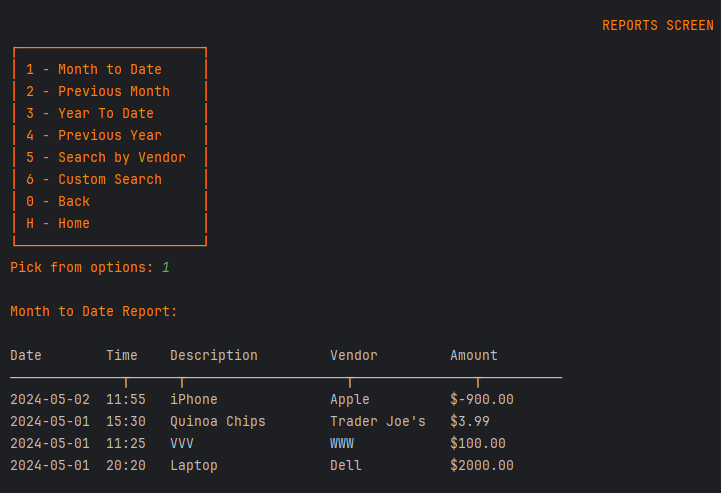 REPORTS SCREEN
1 - Month to Date
2 - Previous Month
3 - Year To Date
4 - Previous Year
5 - Search by Vendor
6 - Custom Search
0 - Back
H - Home
Pick from options: 1
Month to Date Report:
Date Time Description Vendor Amount
2024-05-02 11:55 iPhone Apple $-900.00
2024-05-01 15:30 Quinoa Chips Trader Joe's $3.99
2024-05-01 11:25 VVV WWW $100.00
2024-05-01 20:20 Laptop Dell $2000.00